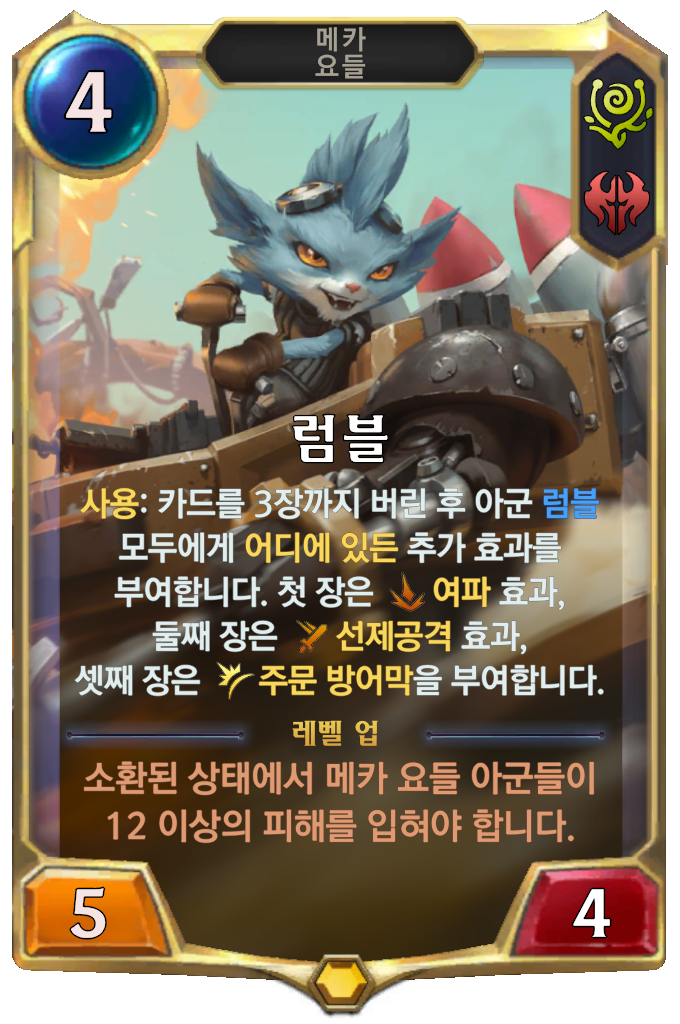 4
메카
요들
럼블
사용: 카드를 3장까지 버린 후 아군 럼블
모두에게 어디에 있든 추가 효과를
부여합니다. 첫 장은 여파 효과,
둘째 장은 선제공격 효과,
셋째 장은 주문 방어막을 부여합니다.
레벨 업
소환된 상태에서 메카 요들 아군들이
12 이상의 피해를 입혀야 합니다.
5
4